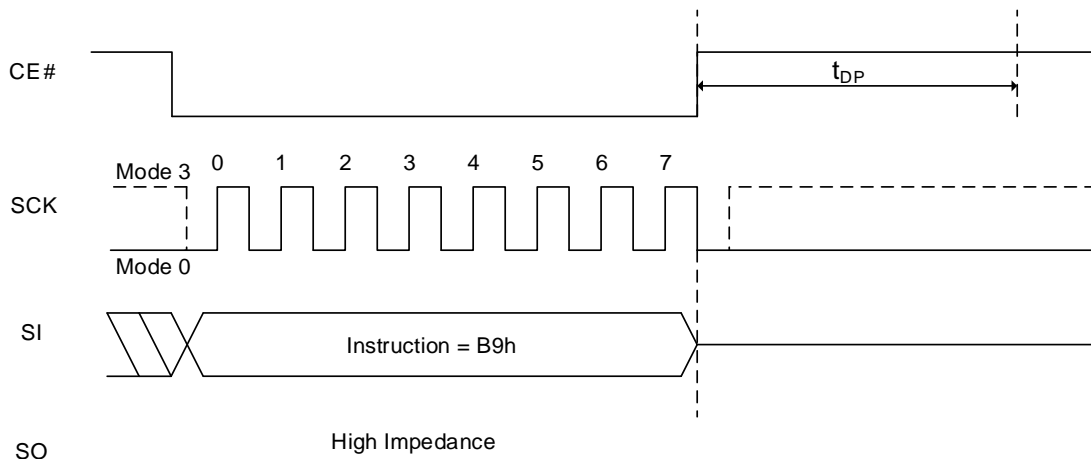 CE#
tDP
Mode 3
0 1 2 3 4 5 6 7
SCK
Mode 0
SI
Instruction = B9h
SO
High Impedance